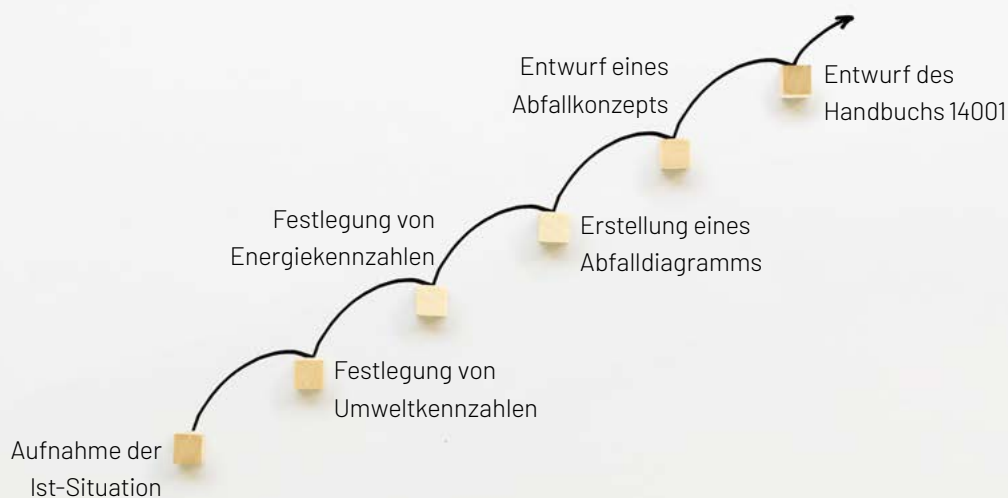 Aufnahme der
Ist-Situation
Festlegung von
Umweltkennzahlen
Festlegung von
Energiekennzahlen
Erstellung eines
Abfalldiagramms
Entwurf eines
Abfallkonzepts
Entwurf des
Handbuchs 14001